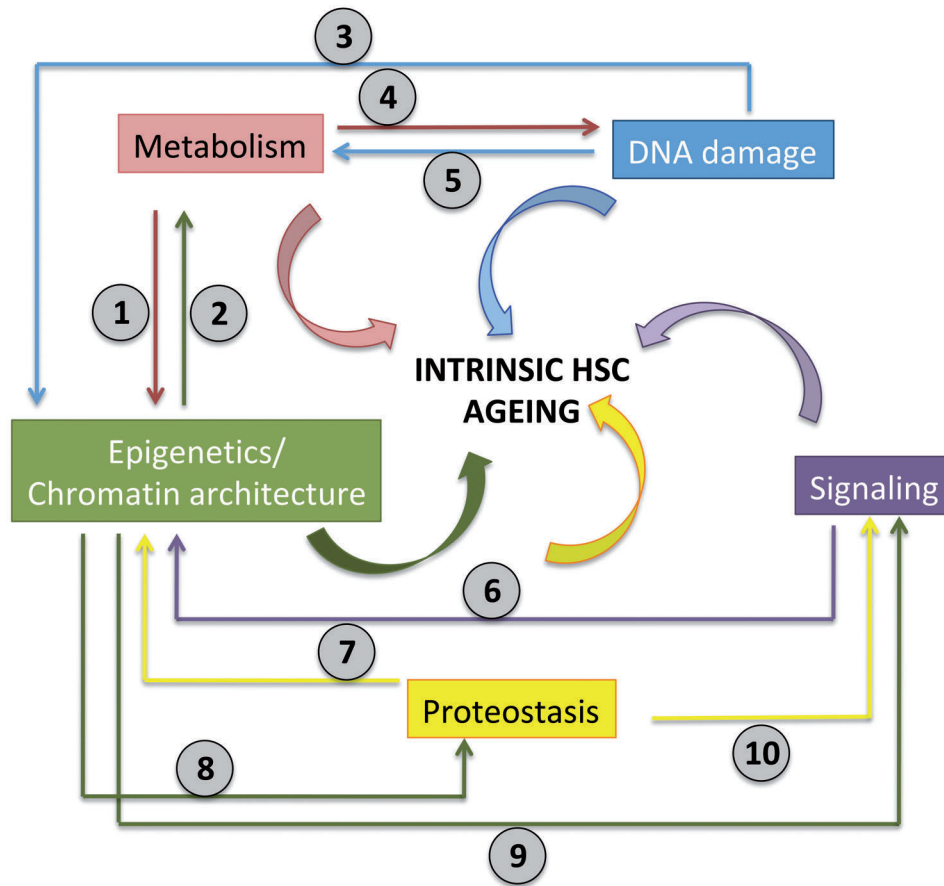 3
4
Metabolism
DNA damage
5
1
2
INTRINSIC HSC
AGEING
Epigenetics/
Chromatin architecture
Signaling
6
7
Proteostasis
10
8
9